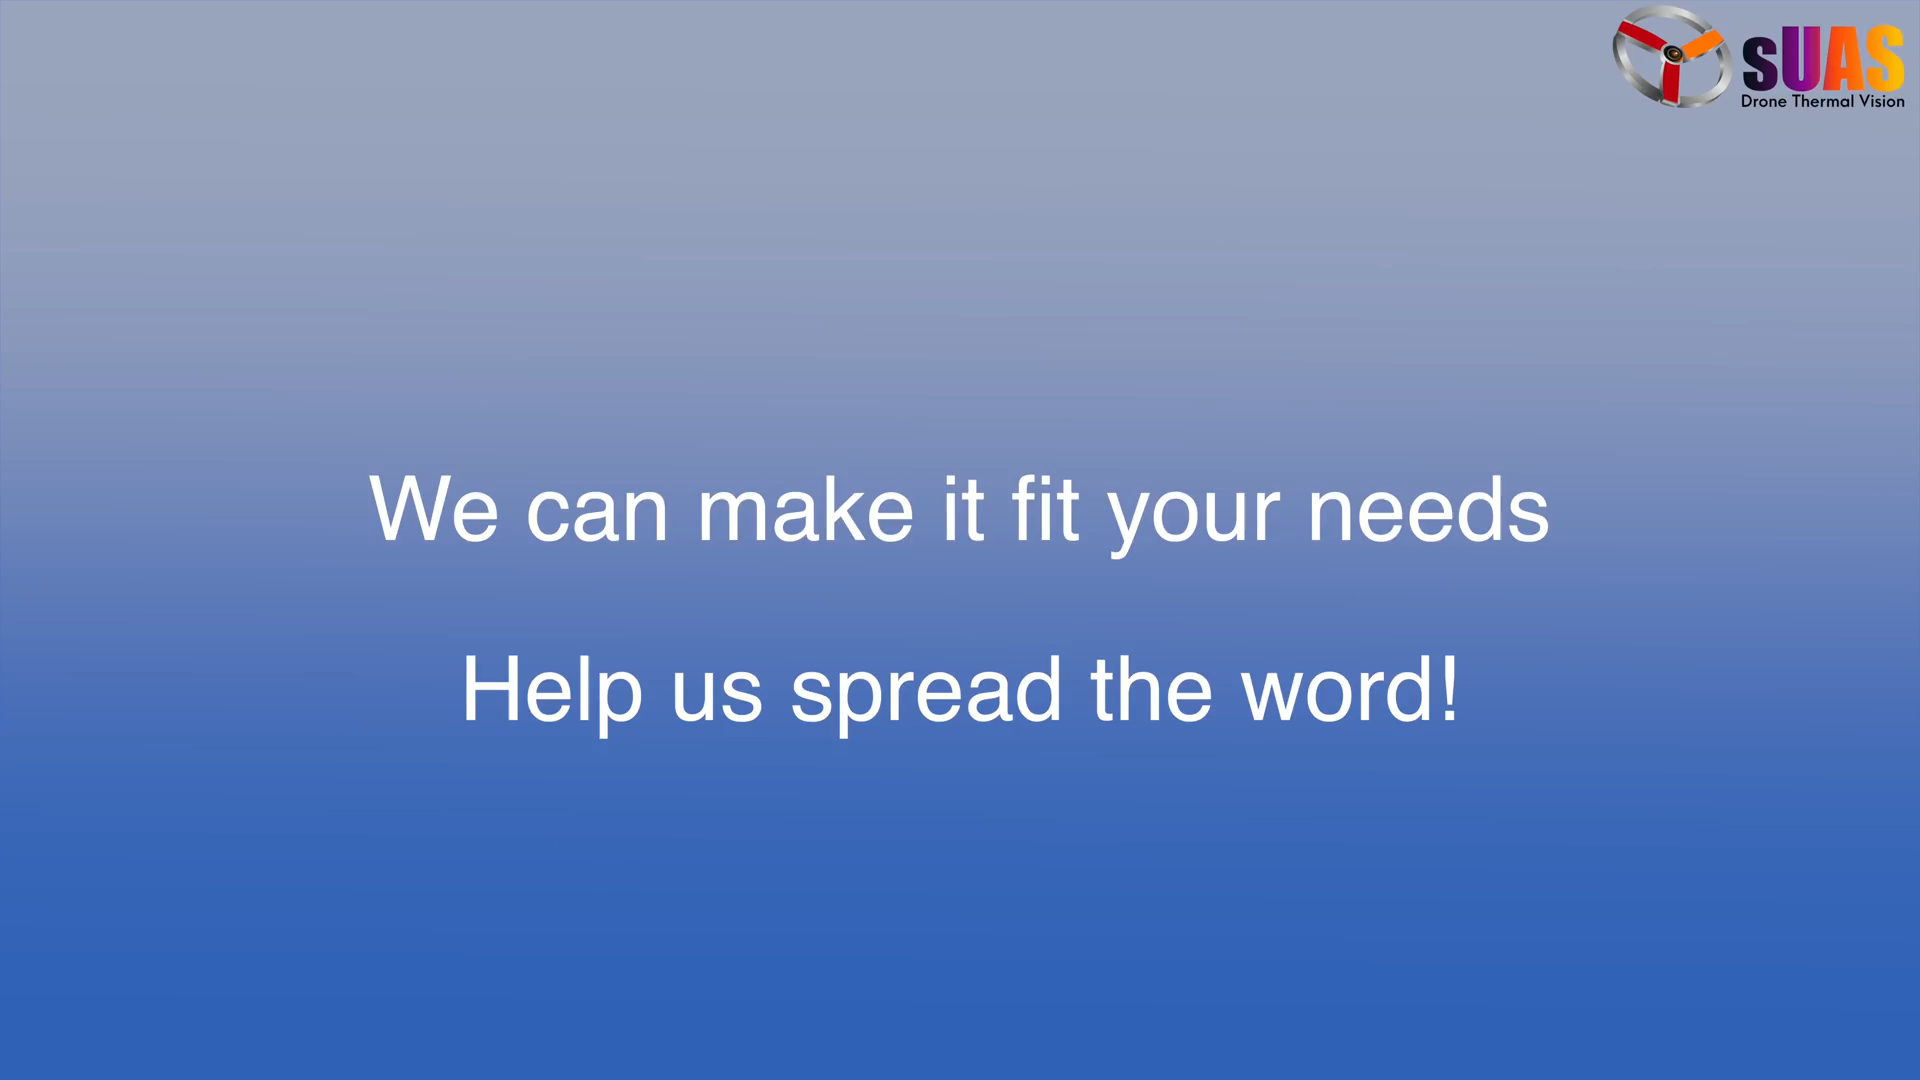 sUAS
Drone Thermal Vision
We can make it fit your needs
Help us spread the word!